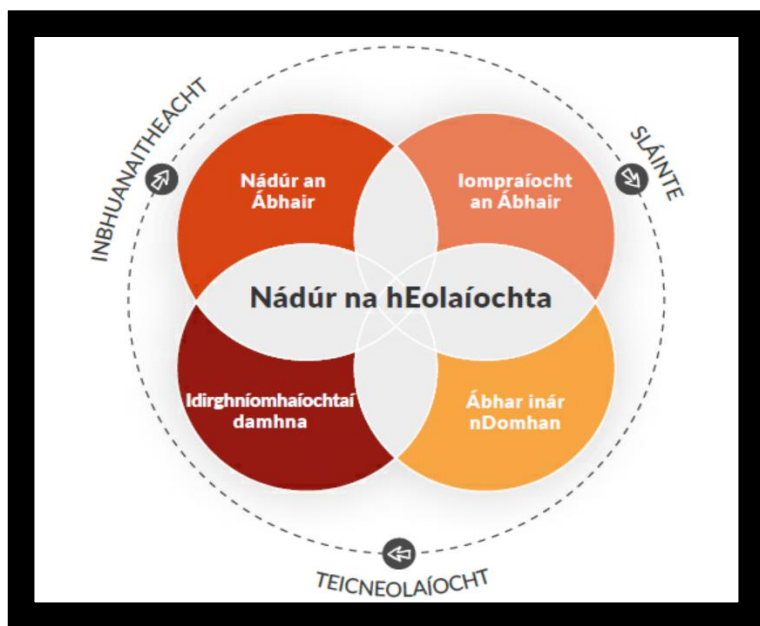 INBHUANAITHEACHT
SLÁINTE
Nádúr an
Ábhair
Iompraíocht
an Ábhair
Nádúr na hEolaíochta
Idirghníomhaíochtaí
damhna
Ábhar inár
nDomhan
TEICNEOLAÍOCHT